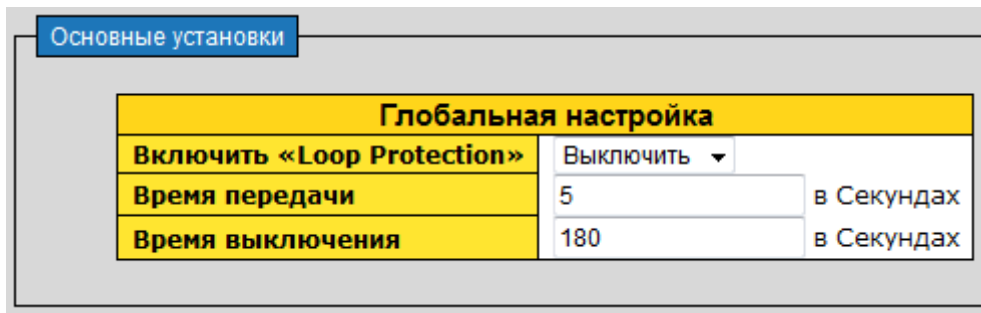 Основные установки
Глобальная настройка
Включить «Loop Protection» Выключить
Время передачи 5 в Секундах
Время выключения 180 в Секундах